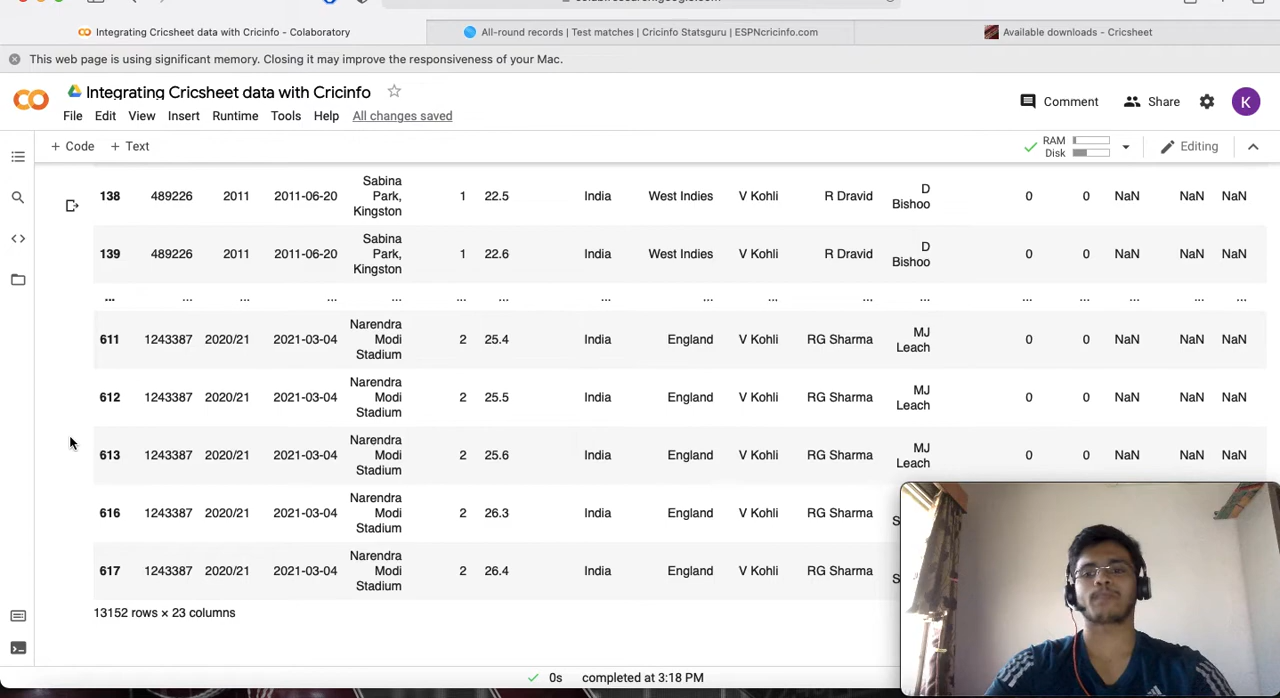 Integrating Cricsheet data with Cricinfo - Colaboratory
All-round records | Test matches | Cricinfo Statsguru | ESPNcricinfo.com
Available downloads - Cricsheet
This web page is using significant memory. Closing it may improve the responsiveness of your Mac.
Integrating Cricsheet data with Cricinfo
Comment Share K
File Edit View Insert Runtime Tools Help All changes saved
+ Code + Text
RAM
Disk
Editing
138 489226 2011 2011-06-20 Sabina Park, Kingston 1 22.5 India West Indies V Kohli R Dravid D Bishoo 0 0 NaN NaN NaN
139 489226 2011 2011-06-20 Sabina Park, Kingston 1 22.6 India West Indies V Kohli R Dravid D Bishoo 0 0 NaN NaN NaN
... ... ... ... ... ... ... ... ... ... ... ... ... ... ... ... ...
611 1243387 2020/21 2021-03-04 Narendra Modi Stadium 2 25.4 India England V Kohli RG Sharma MJ Leach 0 0 NaN NaN NaN
612 1243387 2020/21 2021-03-04 Narendra Modi Stadium 2 25.5 India England V Kohli RG Sharma MJ Leach 0 0 NaN NaN NaN
613 1243387 2020/21 2021-03-04 Narendra Modi Stadium 2 25.6 India England V Kohli RG Sharma MJ Leach 0 0 NaN NaN NaN
616 1243387 2020/21 2021-03-04 Narendra Modi Stadium 2 26.3 India England V Kohli RG Sharma
617 1243387 2020/21 2021-03-04 Narendra Modi Stadium 2 26.4 India England V Kohli RG Sharma
13152 rows × 23 columns
0s completed at 3:18 PM